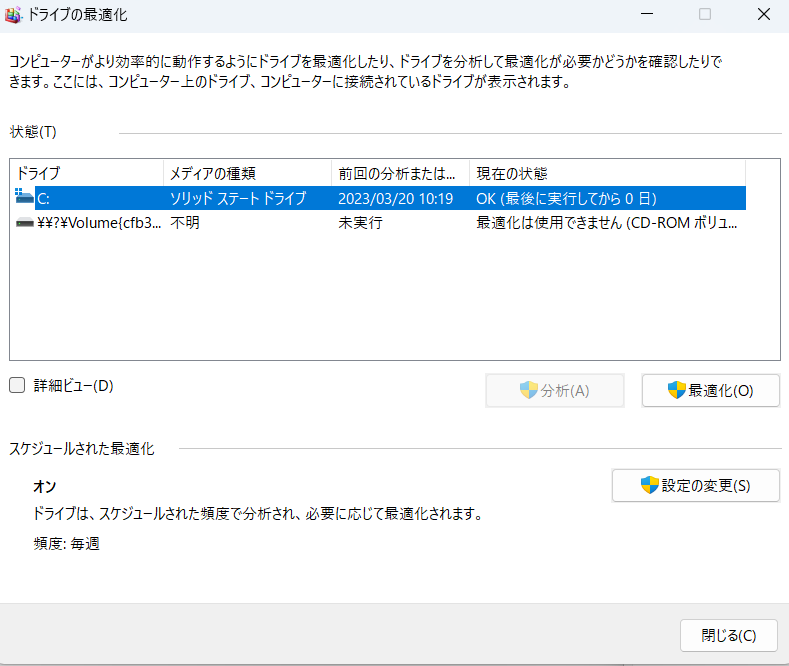 ドライブの最適化
コンピューターがより効率的に動作するようにドライブを最適化したり、ドライブを分析して最適化が必要かどうかを確認したりで
きます。ここには、コンピューター上のドライブ、コンピューターに接続されているドライブが表示されます。
状態(T)
ドライブ メディアの種類 前回の分析または... 現在の状態
C: ソリッド ステート ドライブ 2023/03/20 10:19 OK (最後に実行してから 0 日)
¥¥?¥Volume{cfb3... 不明 未実行 最適化は使用できません (CD-ROM ボリュ...
詳細ビュー(D) 分析(A) 最適化(O)
スケジュールされた最適化
オン 設定の変更(S)
ドライブは、スケジュールされた頻度で分析され、必要に応じて最適化されます。
頻度: 毎週
閉じる(C)